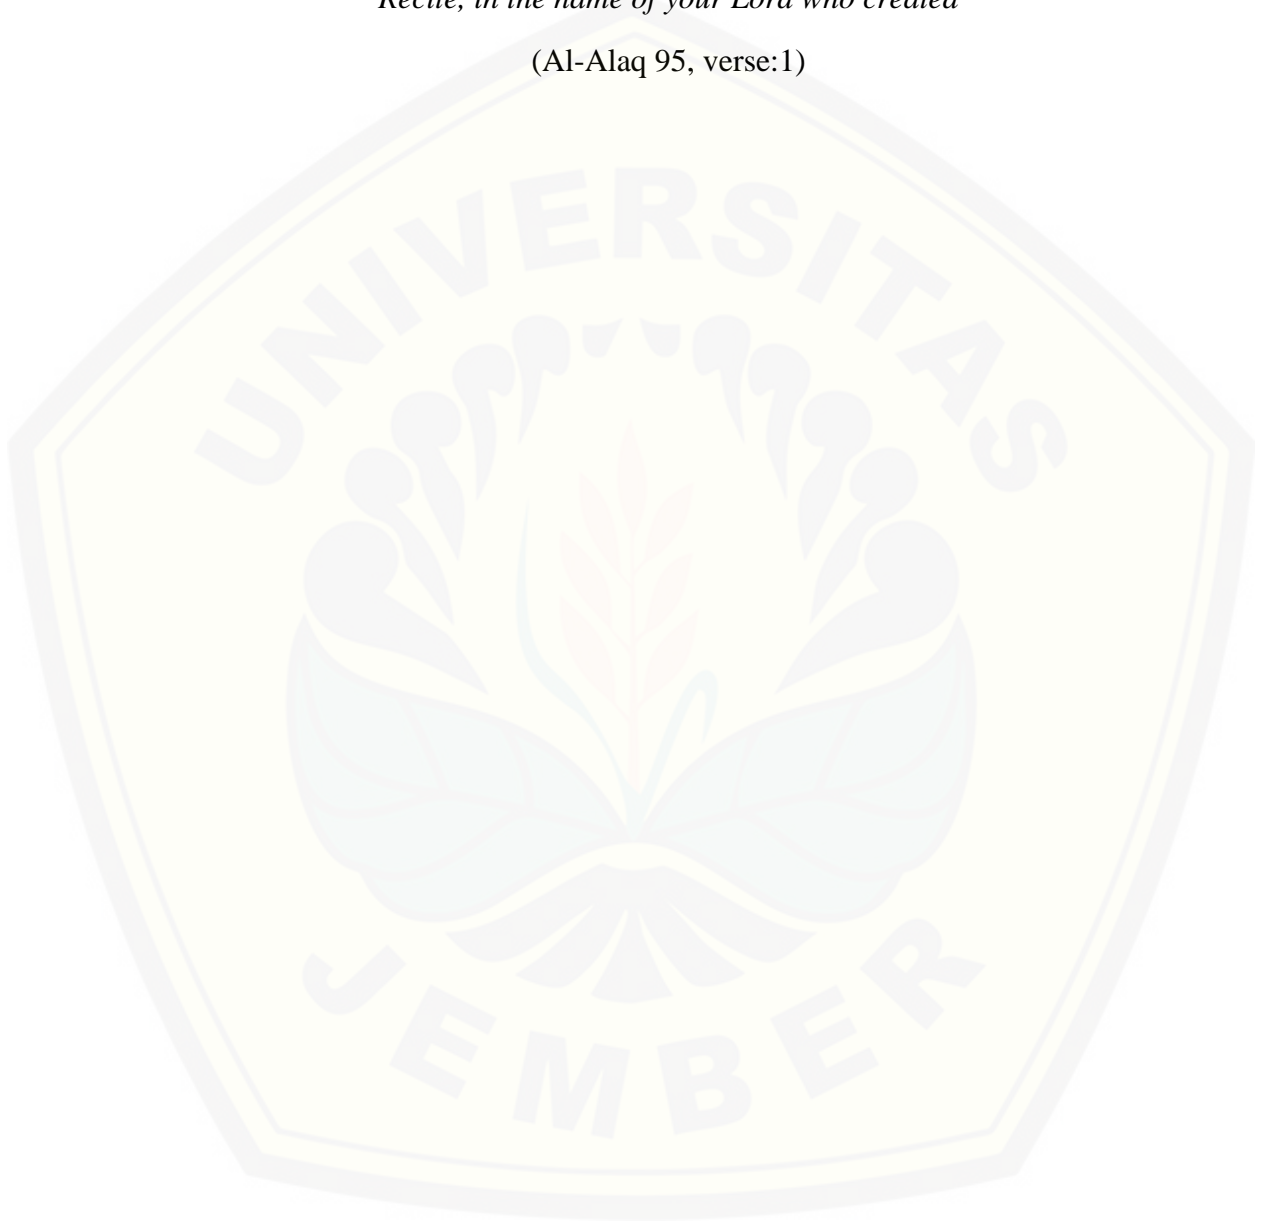 Recite, in the name of your Lord who created
(Al-Alaq 95, verse:1)
UNIVERSITAS
JEMBER